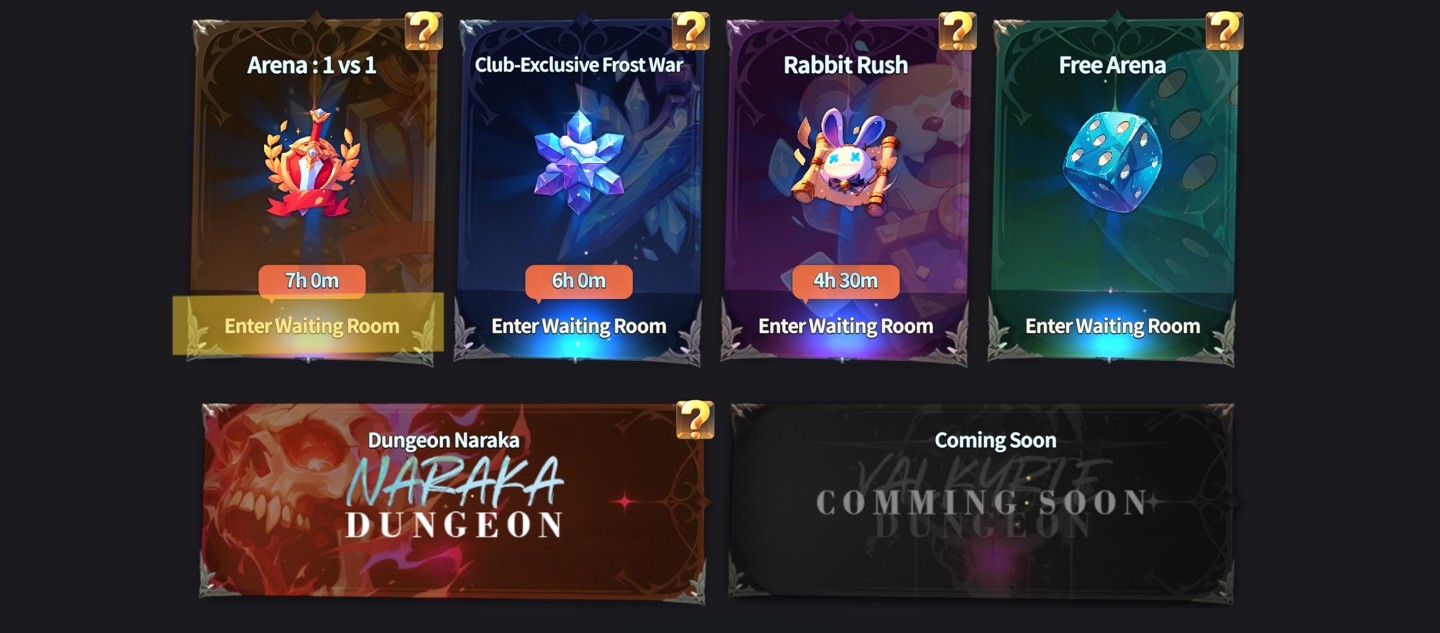 Arena : 1 vs 1
?
Club-Exclusive Frost War
?
Rabbit Rush
?
Free Arena
?
7h 0m
6h 0m
4h 30m
Enter Waiting Room
Enter Waiting Room
Enter Waiting Room
Enter Waiting Room
Dungeon Naraka
?
NARAKA
DUNGEON
Coming Soon
VALKYRIE
COMMING SOON
DUNGEON